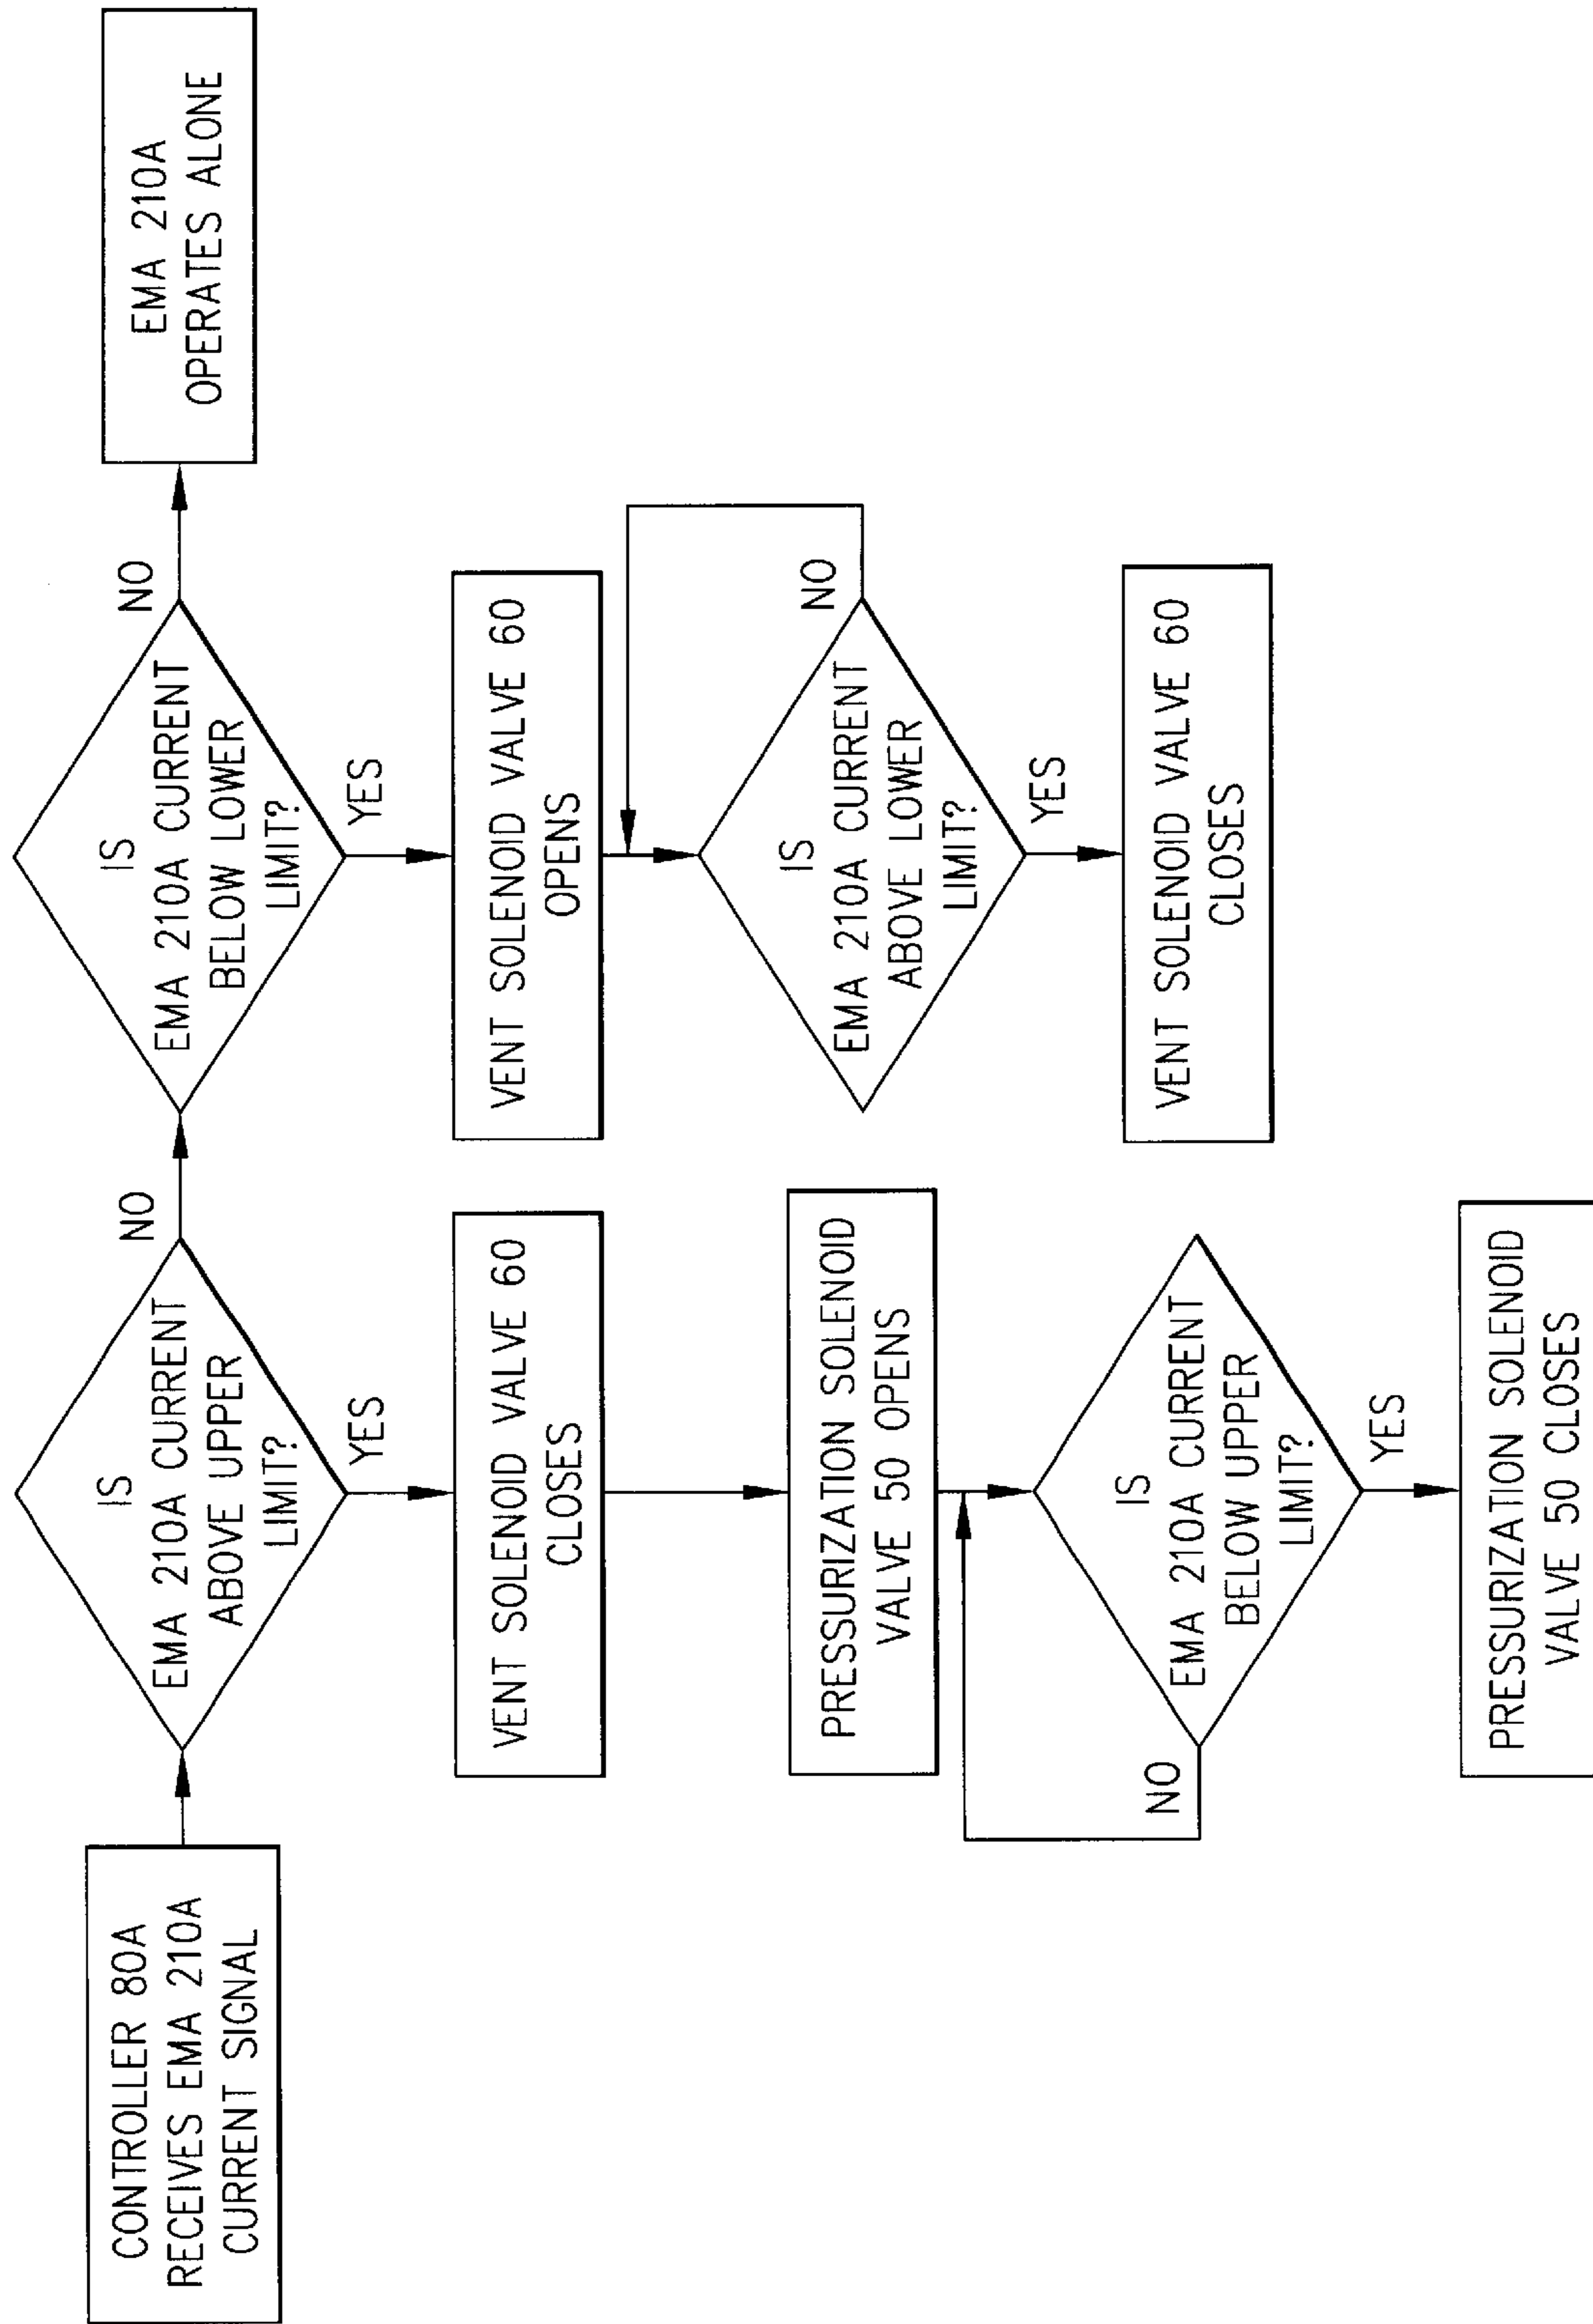 CONTROLLER 80A
RECEIVES EMA 210A
CURRENT SIGNAL
IS
EMA 210A CURRENT
ABOVE UPPER
LIMIT?
NO
YES
IS
EMA 210A CURRENT
BELOW LOWER
LIMIT?
NO
YES
EMA 210A
OPERATES ALONE
VENT SOLENOID VALVE 60
CLOSES
VENT SOLENOID VALVE 60
OPENS
PRESSURIZATION SOLENOID
VALVE 50 OPENS
IS
EMA 210A CURRENT
ABOVE LOWER
LIMIT?
NO
YES
IS
EMA 210A CURRENT
BELOW UPPER
LIMIT?
NO
YES
VENT SOLENOID VALVE 60
CLOSES
PRESSURIZATION SOLENOID
VALVE 50 CLOSES